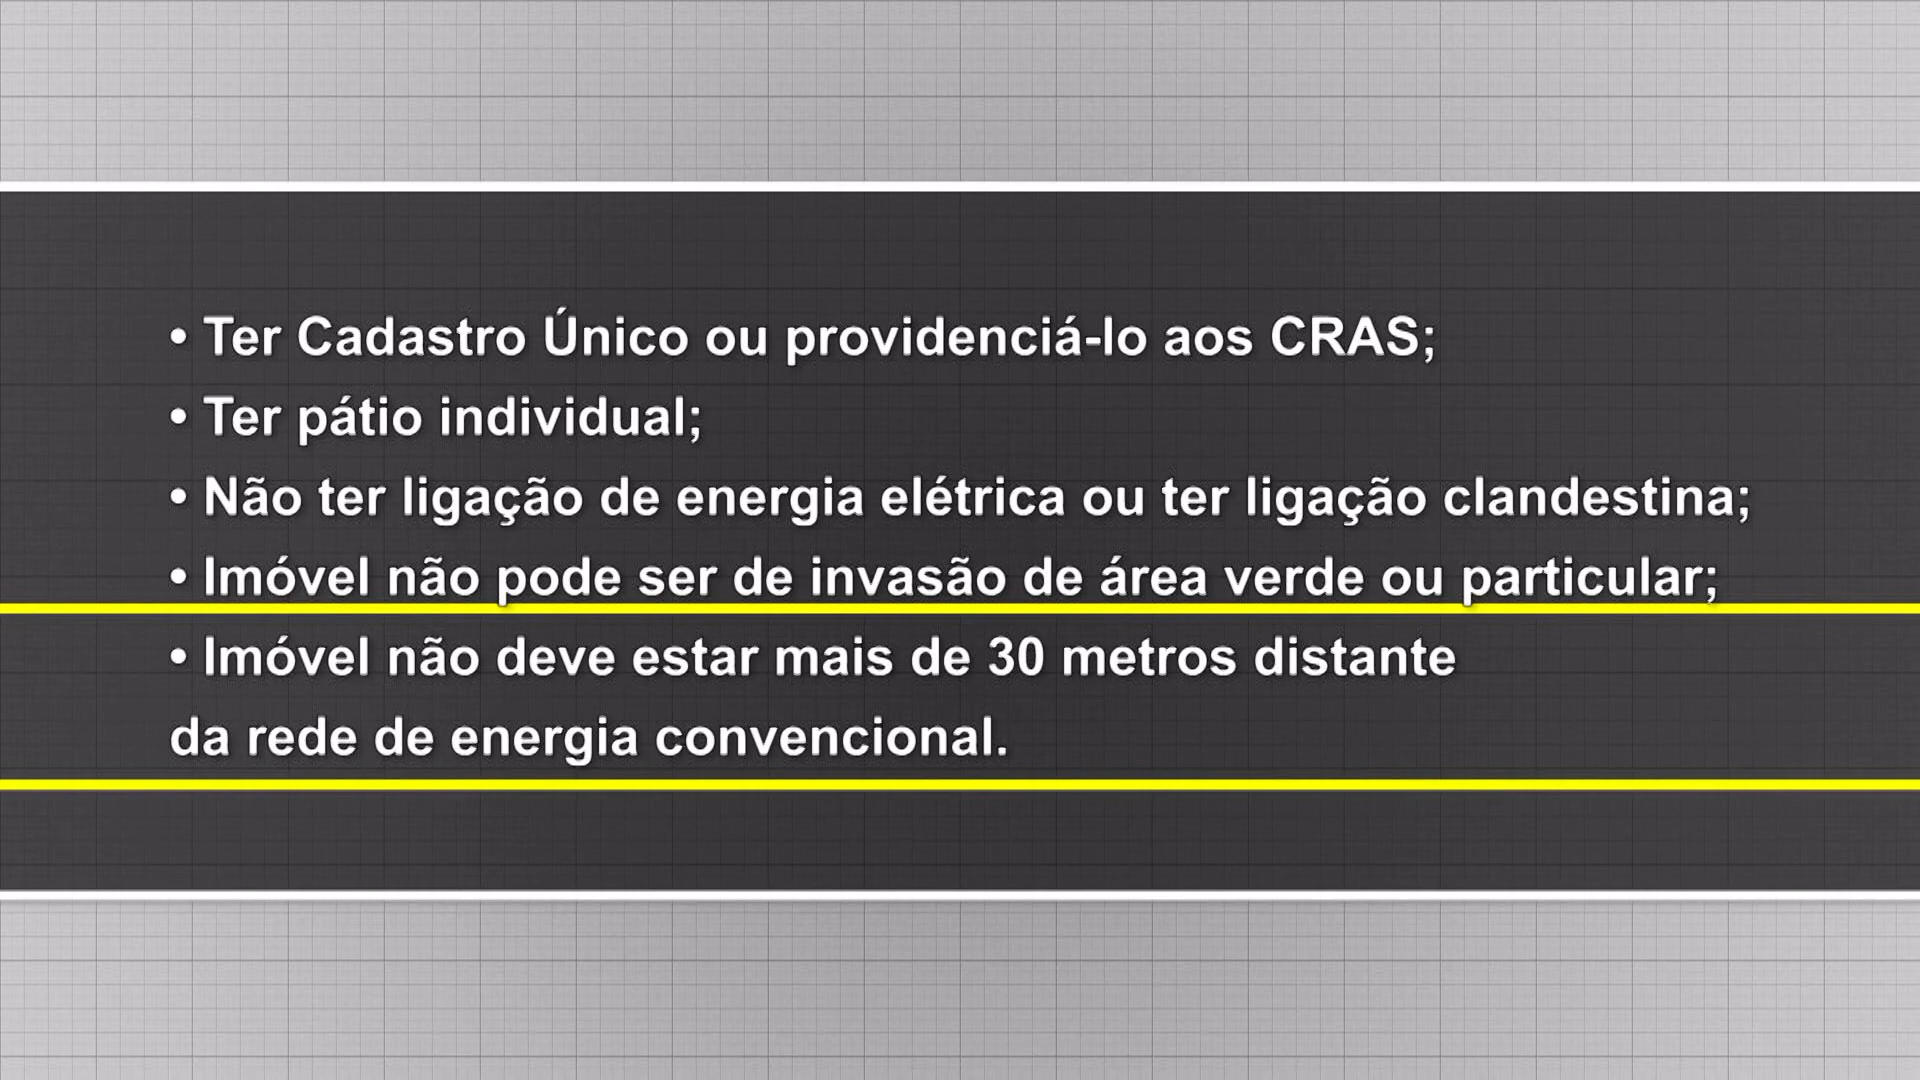 • Ter Cadastro Único ou providenciá-lo aos CRAS;
• Ter pátio individual;
• Não ter ligação de energia elétrica ou ter ligação clandestina;
• Imóvel não pode ser de invasão de área verde ou particular;
• Imóvel não deve estar mais de 30 metros distante
da rede de energia convencional.